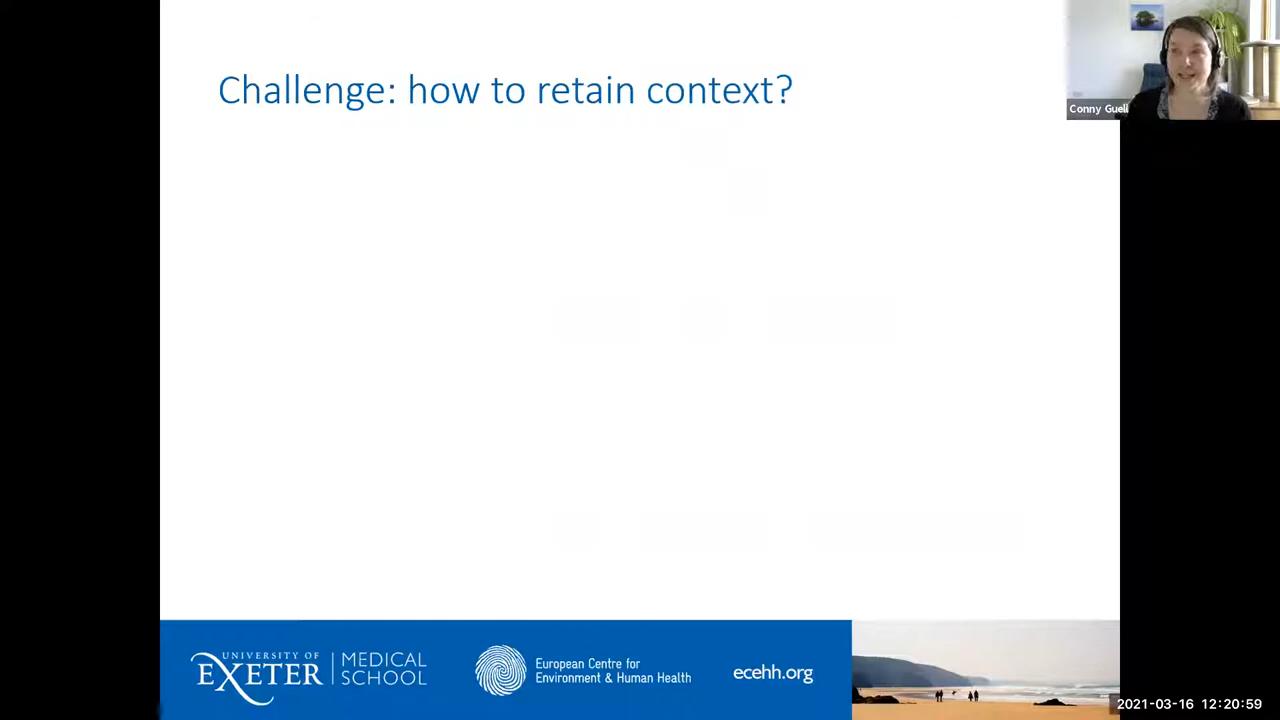 Challenge: how to retain context?
Conny Guell
UNIVERSITY OF
EXETER
MEDICAL
SCHOOL
European Centre for
Environment & Human Health
ecehh.org
2021-03-16 12:20:59